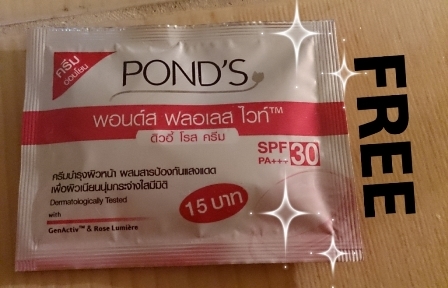 ครีม
ซองโฉม
POND'S
พอนด์ส ฟลอเลส ไวท์™
ดิวอี้ โรส ครีม
SPF 30
PA+++
ครีมบำรุงผิวหน้า ผสมสารป้องกันแสงแดด
เพื่อผิวเนียนนุ่มกระจ่างใสมีมิติ
Dermatologically Tested
15 บาท
with
GenActiv™ & Rose Lumière
FREE